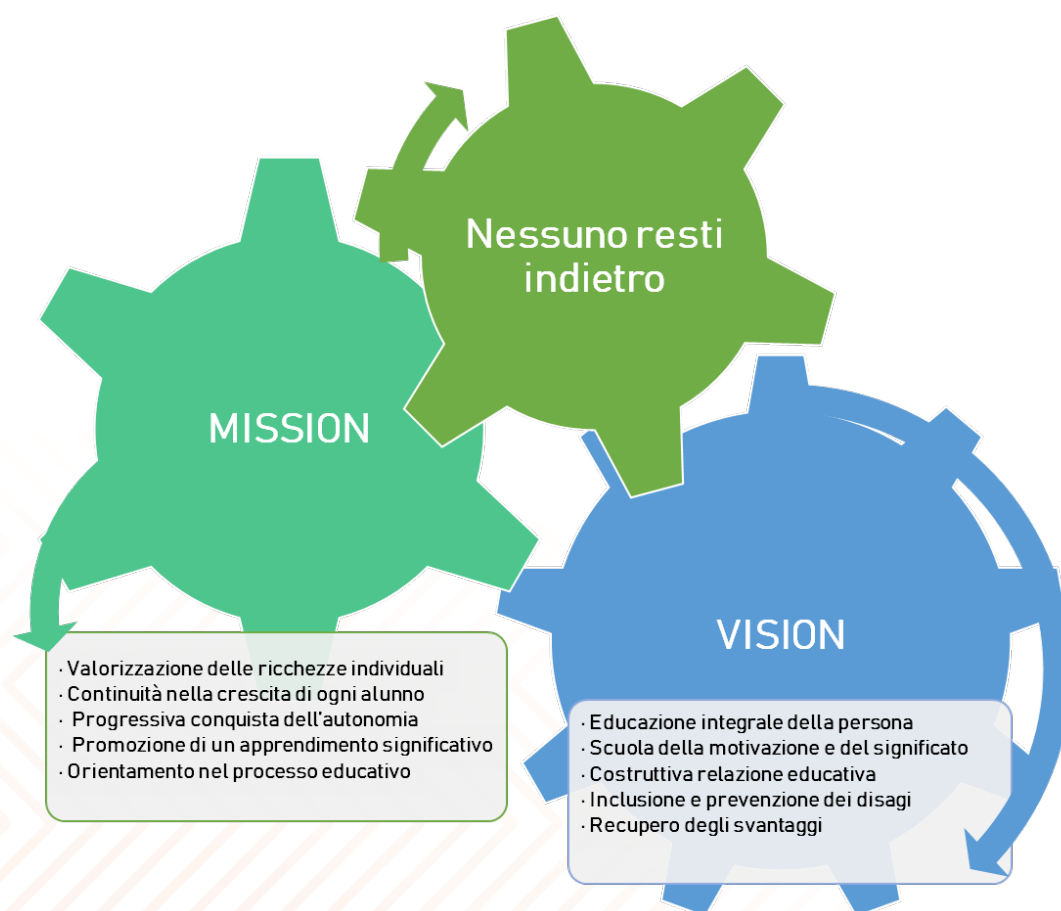 Nessuno resti
indietro
MISSION
· Valorizzazione delle ricchezze individuali
· Continuità nella crescita di ogni alunno
· Progressiva conquista dell'autonomia
· Promozione di un apprendimento significativo
· Orientamento nel processo educativo
VISION
· Educazione integrale della persona
· Scuola della motivazione e del significato
· Costruttiva relazione educativa
· Inclusione e prevenzione dei disagi
· Recupero degli svantaggi